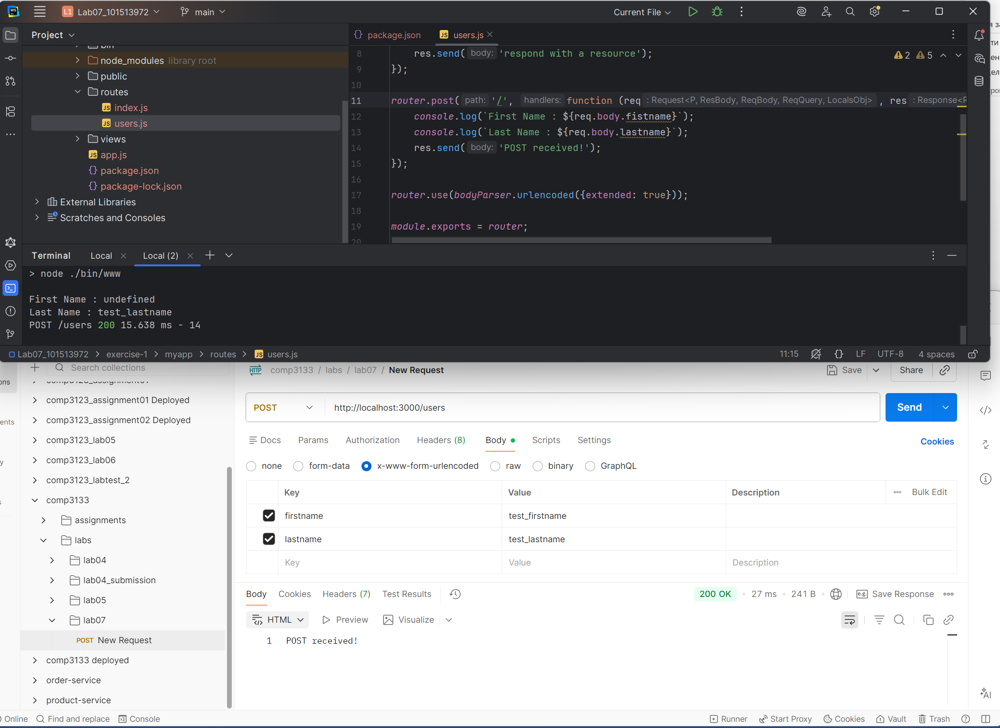 WS
L1 Lab07_101513972
main
Current File
Project
bin
node_modules library root
public
routes
JS index.js
JS users.js
views
JS app.js
{} package.json
{} package-lock.json
External Libraries
Scratches and Consoles
{} package.json
JS users.js
2 5
8 res.send( body: 'respond with a resource');
9 });
10
11 router.post( path: '/', handlers: function (req : Request<P, ResBody, ReqBody, ReqQuery, LocalsObj> , res : Response<R
12 console.log(`First Name : ${req.body.fistname}`);
13 console.log(`Last Name : ${req.body.lastname}`);
14 res.send( body: 'POST received!');
15 });
16
17 router.use(bodyParser.urlencoded({extended: true}));
18
19 module.exports = router;
20
Terminal Local Local (2)
> node ./bin/www
First Name : undefined
Last Name : test_lastname
POST /users 200 15.638 ms - 14
Lab07_101513972 > exercise-1 > myapp > routes > JS users.js
11:15 {} LF UTF-8 4 spaces
Search collections
comp3123_assignment01
comp3123_assignment01 Deployed
comp3123_assignment02 Deployed
comp3123_lab05
comp3123_lab06
comp3123_labtest_2
comp3133
assignments
labs
lab04
lab04_submission
lab05
lab07
POST New Request
comp3133 deployed
order-service
product-service
ons
ents
y
s
HTTP comp3133 / labs / lab07 / New Request
Save Share
POST http://localhost:3000/users Send
Docs Params Authorization Headers (8) Body Scripts Settings Cookies
none form-data x-www-form-urlencoded raw binary GraphQL
Key Value Description Bulk Edit
firstname test_firstname
lastname test_lastname
Key Value Description
Body Cookies Headers (7) Test Results 200 OK 27 ms 241 B e.g. Save Response
HTML Preview Visualize
1 POST received!
AI
Online Find and replace Console Runner Start Proxy Cookies Vault Trash